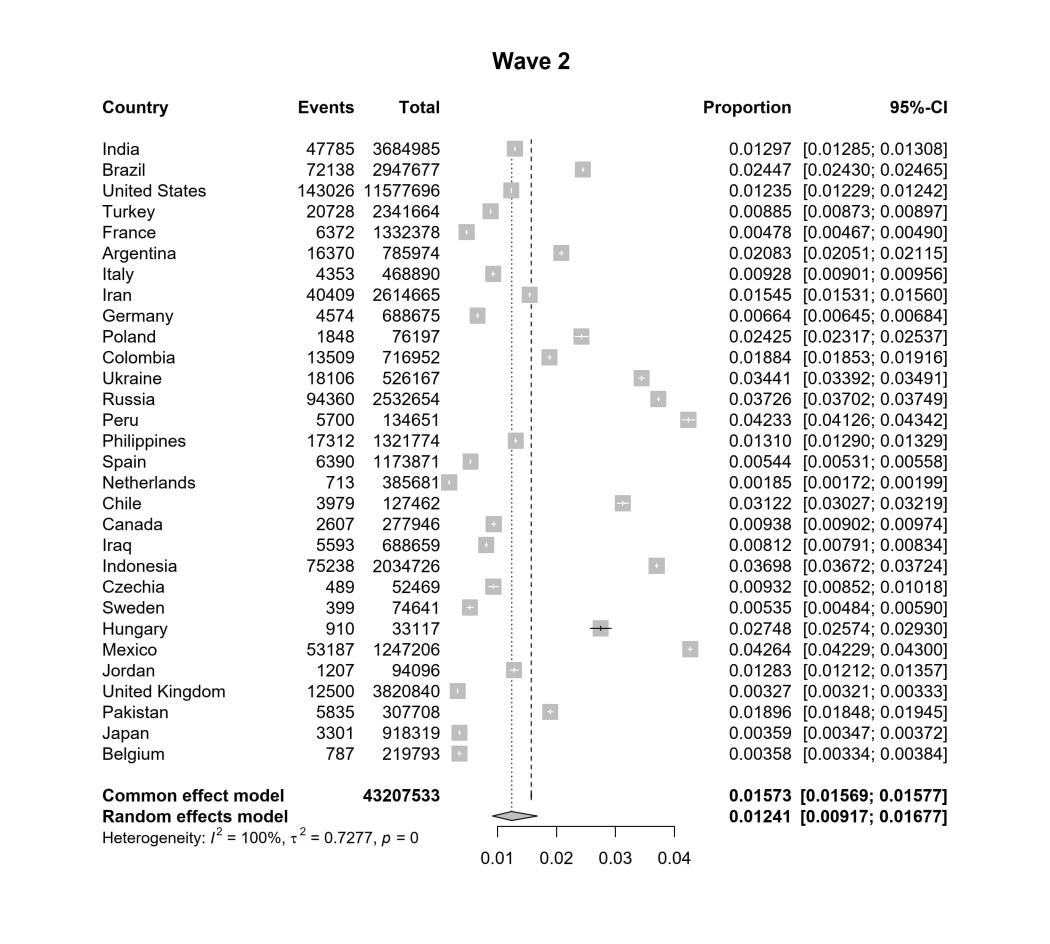 Wave 2
Country Events Total Proportion 95%-CI
India 47785 3684985 0.01297 [0.01285; 0.01308]
Brazil 72138 2947677 0.02447 [0.02430; 0.02465]
United States 143026 11577696 0.01235 [0.01229; 0.01242]
Turkey 20728 2341664 0.00885 [0.00873; 0.00897]
France 6372 1332378 0.00478 [0.00467; 0.00490]
Argentina 16370 785974 0.02083 [0.02051; 0.02115]
Italy 4353 468890 0.00928 [0.00901; 0.00956]
Iran 40409 2614665 0.01545 [0.01531; 0.01560]
Germany 4574 688675 0.00664 [0.00645; 0.00684]
Poland 1848 76197 0.02425 [0.02317; 0.02537]
Colombia 13509 716952 0.01884 [0.01853; 0.01916]
Ukraine 18106 526167 0.03441 [0.03392; 0.03491]
Russia 94360 2532654 0.03726 [0.03702; 0.03749]
Peru 5700 134651 0.04233 [0.04126; 0.04342]
Philippines 17312 1321774 0.01310 [0.01290; 0.01329]
Spain 6390 1173871 0.00544 [0.00531; 0.00558]
Netherlands 713 385681 0.00185 [0.00172; 0.00199]
Chile 3979 127462 0.03122 [0.03027; 0.03219]
Canada 2607 277946 0.00938 [0.00902; 0.00974]
Iraq 5593 688659 0.00812 [0.00791; 0.00834]
Indonesia 75238 2034726 0.03698 [0.03672; 0.03724]
Czechia 489 52469 0.00932 [0.00852; 0.01018]
Sweden 399 74641 0.00535 [0.00484; 0.00590]
Hungary 910 33117 0.02748 [0.02574; 0.02930]
Mexico 53187 1247206 0.04264 [0.04229; 0.04300]
Jordan 1207 94096 0.01283 [0.01212; 0.01357]
United Kingdom 12500 3820840 0.00327 [0.00321; 0.00333]
Pakistan 5835 307708 0.01896 [0.01848; 0.01945]
Japan 3301 918319 0.00359 [0.00347; 0.00372]
Belgium 787 219793 0.00358 [0.00334; 0.00384]
Common effect model 43207533 0.01573 [0.01569; 0.01577]
Random effects model 0.01241 [0.00917; 0.01677]
Heterogeneity: I² = 100%, τ² = 0.7277, p = 0
0.01 0.02 0.03 0.04